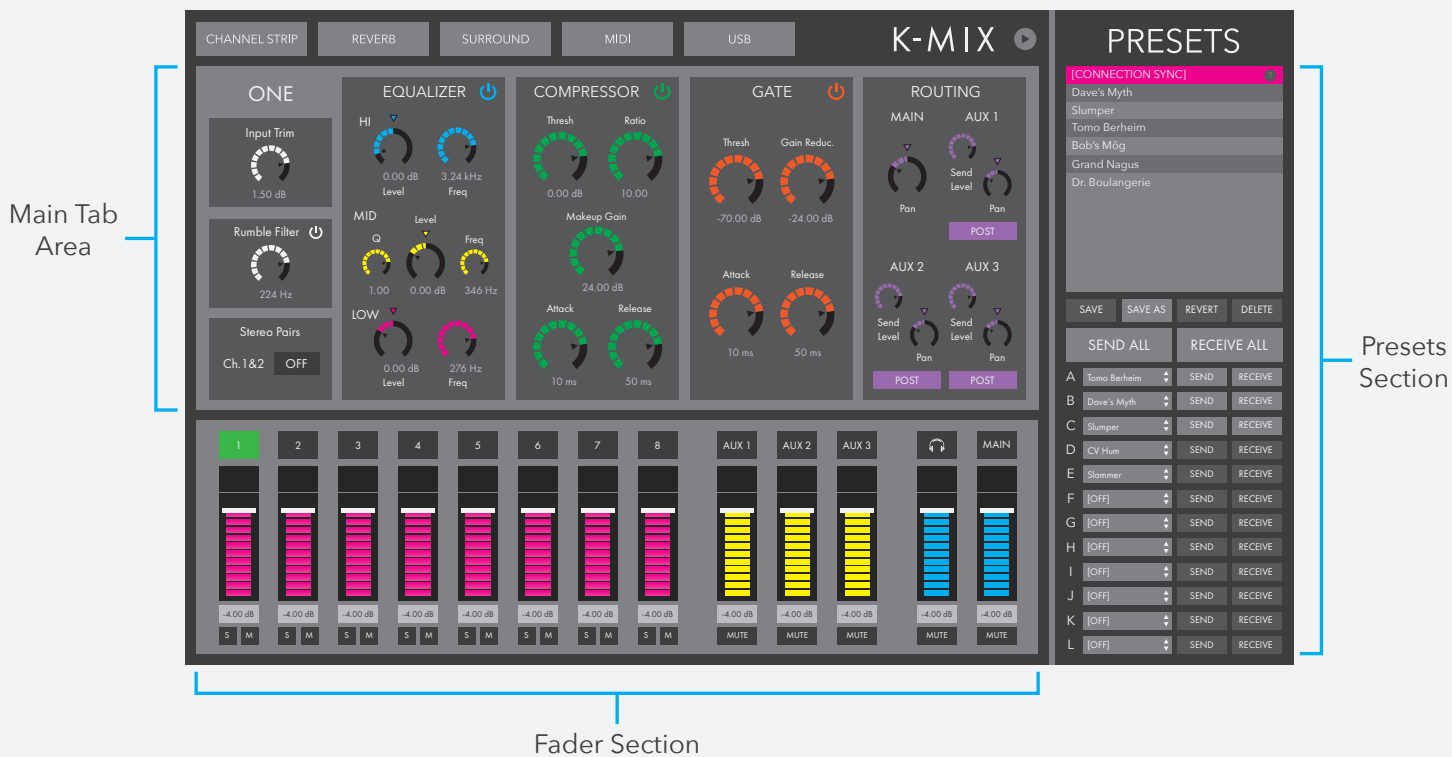 CHANNEL STRIP
REVERB
SURROUND
MIDI
USB
K-MIX
PRESETS
Main Tab
Area
ONE
Input Trim
1.50 dB
Rumble Filter
224 Hz
Stereo Pairs
Ch.1&2 OFF
EQUALIZER
HI
0.00 dB 3.24 kHz
Level Freq
MID
Level
Q Freq
1.00 0.00 dB 346 Hz
LOW
0.00 dB 276 Hz
Level Freq
COMPRESSOR
Thresh Ratio
0.00 dB 10.00
Makeup Gain
24.00 dB
Attack Release
10 ms 50 ms
GATE
Thresh Gain Reduc.
-70.00 dB -24.00 dB
Attack Release
10 ms 50 ms
ROUTING
MAIN AUX 1
Send
Level
Pan Pan
POST
AUX 2 AUX 3
Send Send
Level Level
Pan Pan
POST POST
[CONNECTION SYNC] ?
Dave's Myth
Slumper
Tomo Berheim
Bob's Mög
Grand Nagus
Dr. Boulangerie
SAVE SAVE AS REVERT DELETE
SEND ALL RECEIVE ALL
A Tomo Berheim SEND RECEIVE
B Dave's Myth SEND RECEIVE
C Slumper SEND RECEIVE
D CV Hum SEND RECEIVE
E Slammer SEND RECEIVE
F [OFF] SEND RECEIVE
G [OFF] SEND RECEIVE
H [OFF] SEND RECEIVE
I [OFF] SEND RECEIVE
J [OFF] SEND RECEIVE
K [OFF] SEND RECEIVE
L [OFF] SEND RECEIVE
Presets
Section
1 2 3 4 5 6 7 8 AUX 1 AUX 2 AUX 3 MAIN
-4.00 dB -4.00 dB -4.00 dB -4.00 dB -4.00 dB -4.00 dB -4.00 dB -4.00 dB -4.00 dB -4.00 dB -4.00 dB -4.00 dB -4.00 dB
S M S M S M S M S M S M S M S M MUTE MUTE MUTE MUTE MUTE
Fader Section